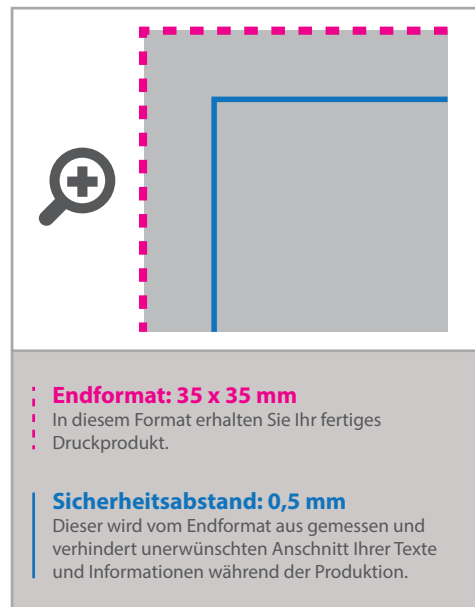 Endformat: 35 x 35 mm
In diesem Format erhalten Sie Ihr fertiges
Druckprodukt.
Sicherheitsabstand: 0,5 mm
Dieser wird vom Endformat aus gemessen und
verhindert unerwünschten Anschnitt Ihrer Texte
und Informationen während der Produktion.